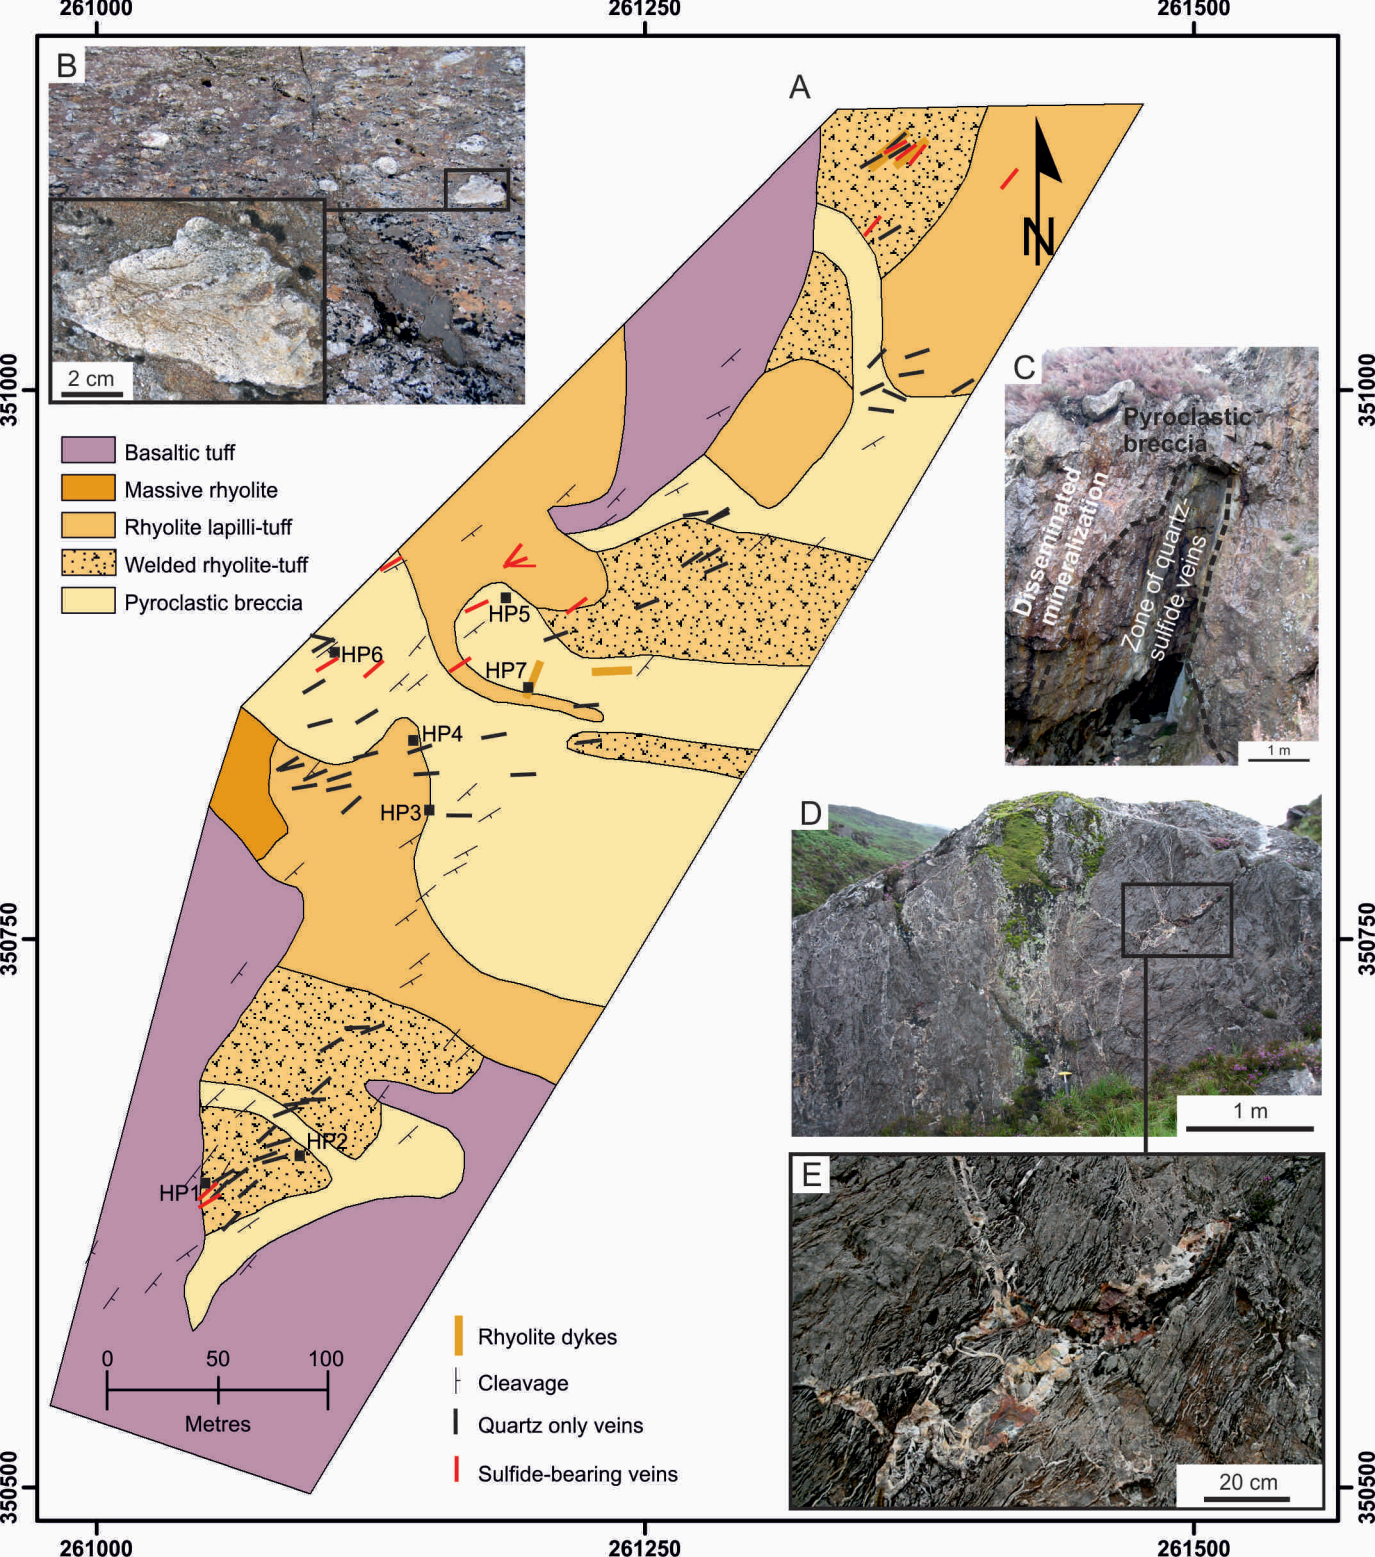 261000
261250
261500
B
A
N
2 cm
351000
351000
C
Pyroclastic
breccia
Disseminated
mineralization
Zone of quartz-
sulfide veins
1 m
Basaltic tuff
Massive rhyolite
Rhyolite lapilli-tuff
Welded rhyolite-tuff
Pyroclastic breccia
HP5
HP6
HP7
HP4
HP3
D
1 m
350750
350750
HP2
HP1
E
20 cm
0
50
100
Metres
Rhyolite dykes
Cleavage
Quartz only veins
Sulfide-bearing veins
350500
350500
261000
261250
261500